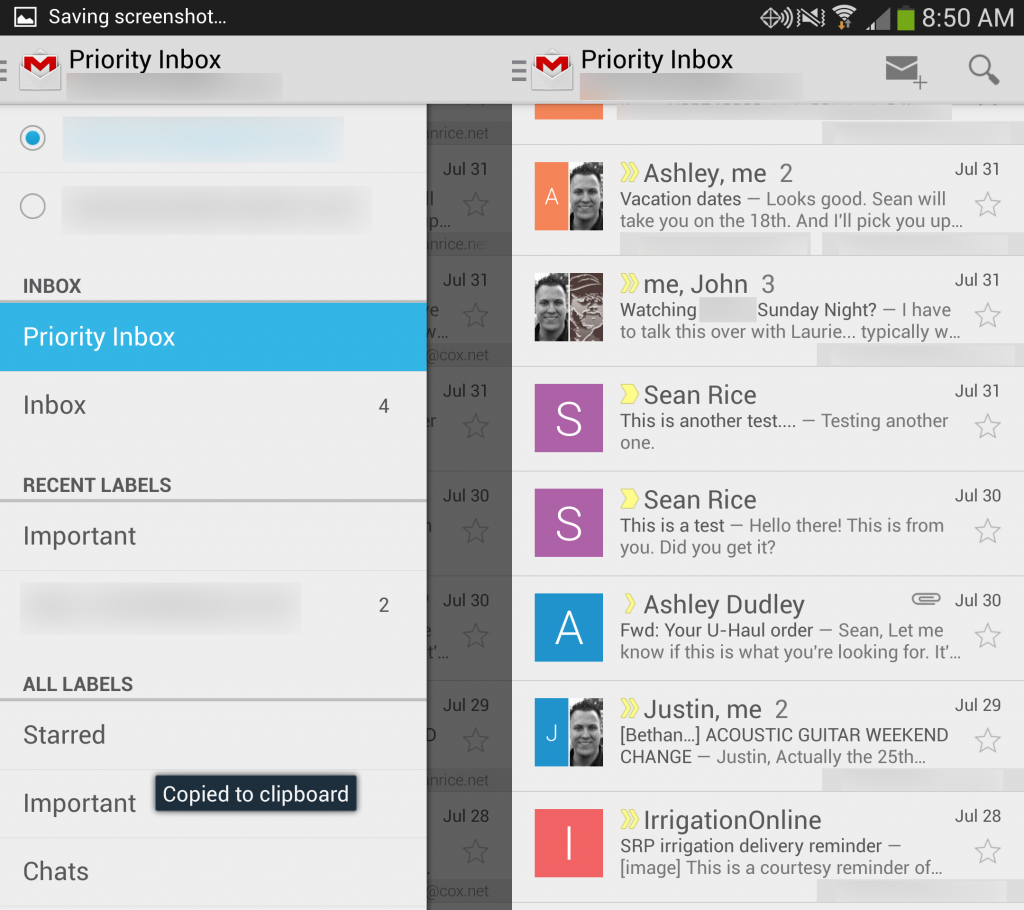 Saving screenshot...
8:50 AM
Priority Inbox
INBOX
Priority Inbox
Inbox 4
RECENT LABELS
Important
2
ALL LABELS
Starred
Important
Copied to clipboard
Chats
nrice.net
Jul 31
p...
nrice.ne
Jul 31
w...
@cox.net
Jul 31
Jul 30
Jul 30
t'...
Jul 29
nrice.net
Jul 28
@cox.net
Priority Inbox
A
Ashley, me 2
Jul 31
Vacation dates — Looks good. Sean will
take you on the 18th. And I'll pick you up...
me, John 3
Jul 31
Watching Sunday Night? — I have
to talk this over with Laurie... typically w...
S
Sean Rice
Jul 31
This is another test.... — Testing another
one.
S
Sean Rice
Jul 30
This is a test — Hello there! This is from
you. Did you get it?
A
Ashley Dudley
Jul 30
Fwd: Your U-Haul order — Sean, Let me
know if this is what you're looking for. It'...
J
Justin, me 2
Jul 29
[Bethan...] ACOUSTIC GUITAR WEEKEND
CHANGE — Justin, Actually the 25th...
I
IrrigationOnline
Jul 28
SRP irrigation delivery reminder —
[image] This is a courtesy reminder of...